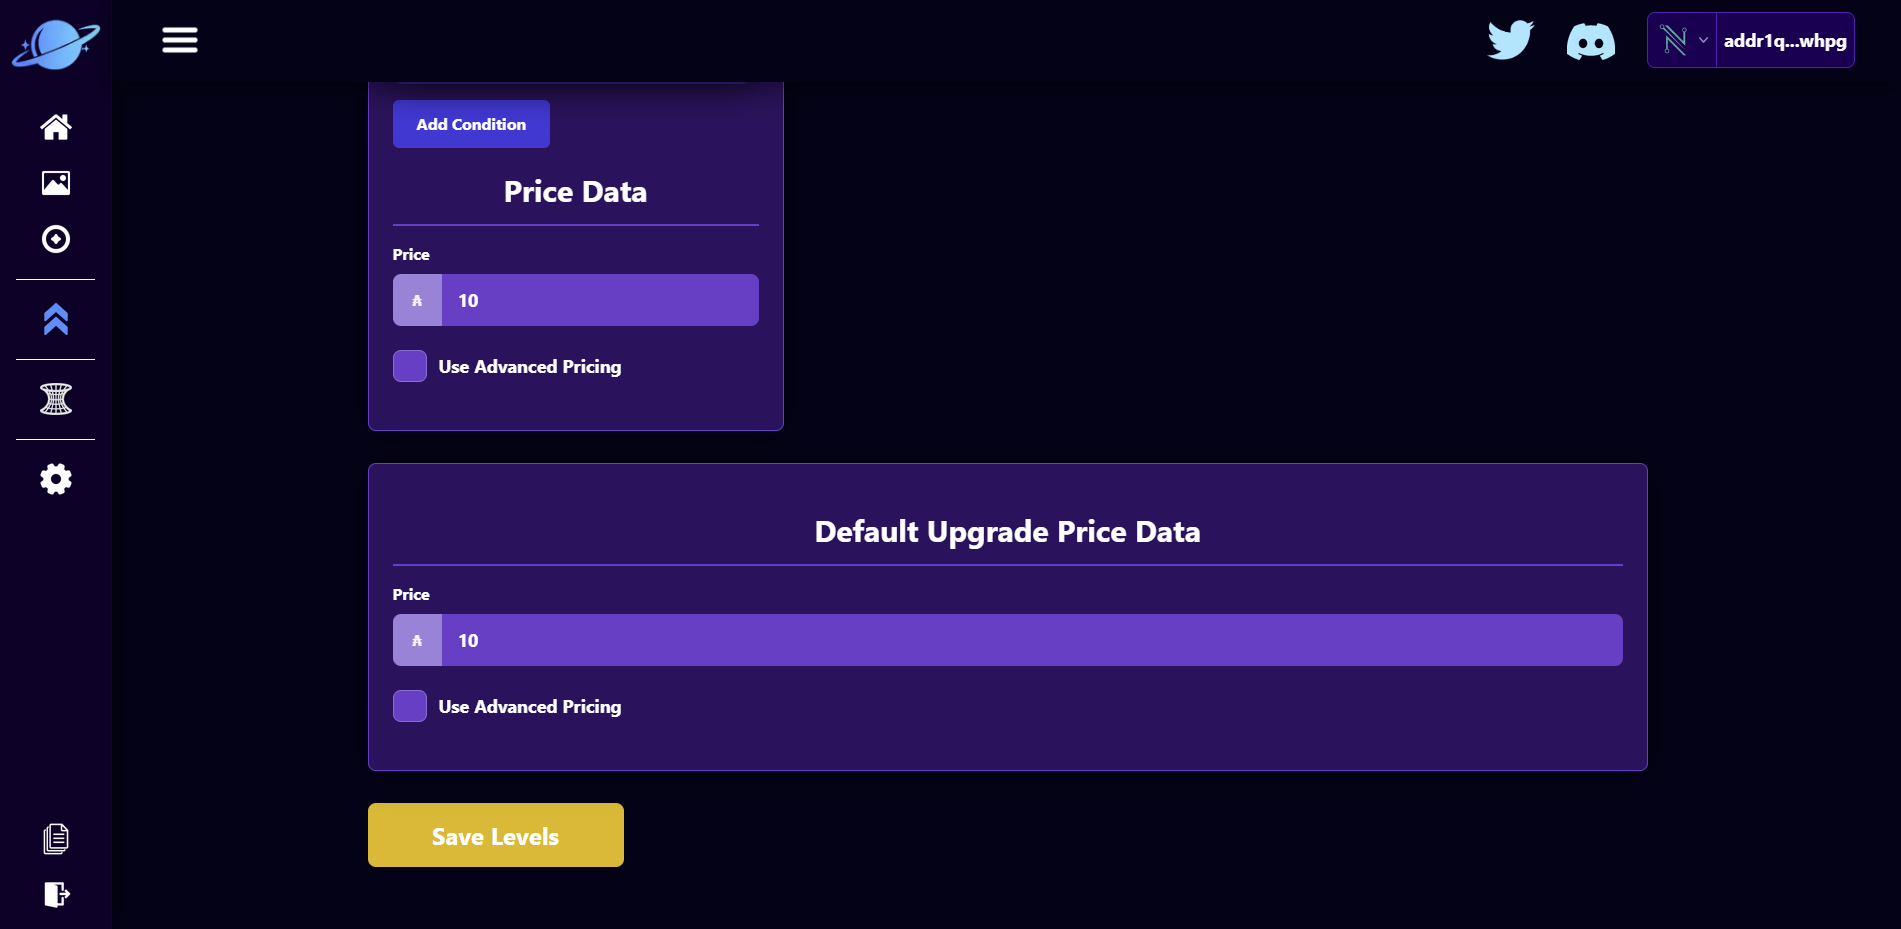 addr1q...whpg
Add Condition
Price Data
Price
₳ 10
Use Advanced Pricing
Default Upgrade Price Data
Price
₳ 10
Use Advanced Pricing
Save Levels